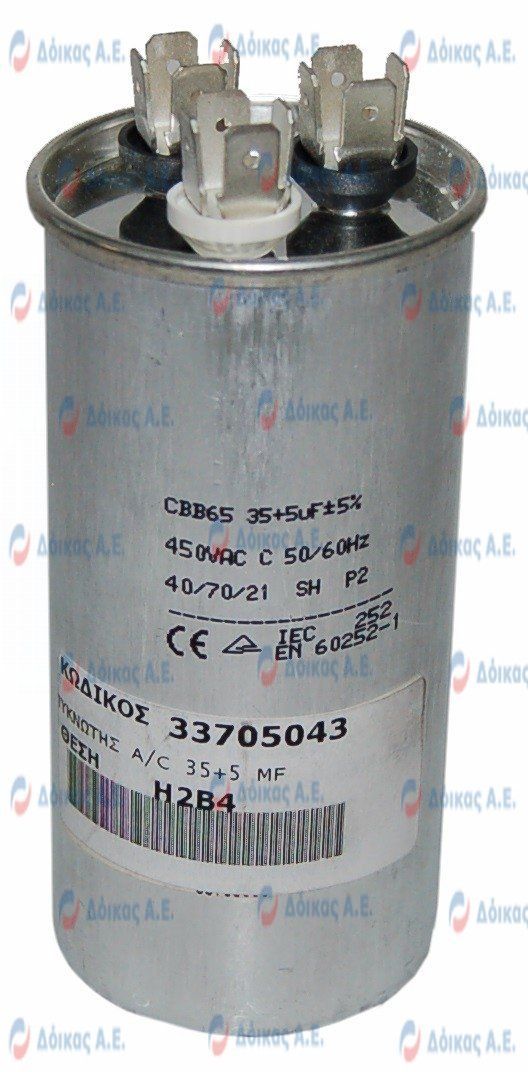 CBB65 35+5uF±5%
450VAC C 50/60Hz
40/70/21 SH P2
CE IEC 252
EN 60252-1
ΚΩΔΙΚΟΣ 33705043
ΠΥΚΝΩΤΗΣ A/C 35+5 MF
ΘΕΣΗ H2B4
Δόικας Α.Ε.